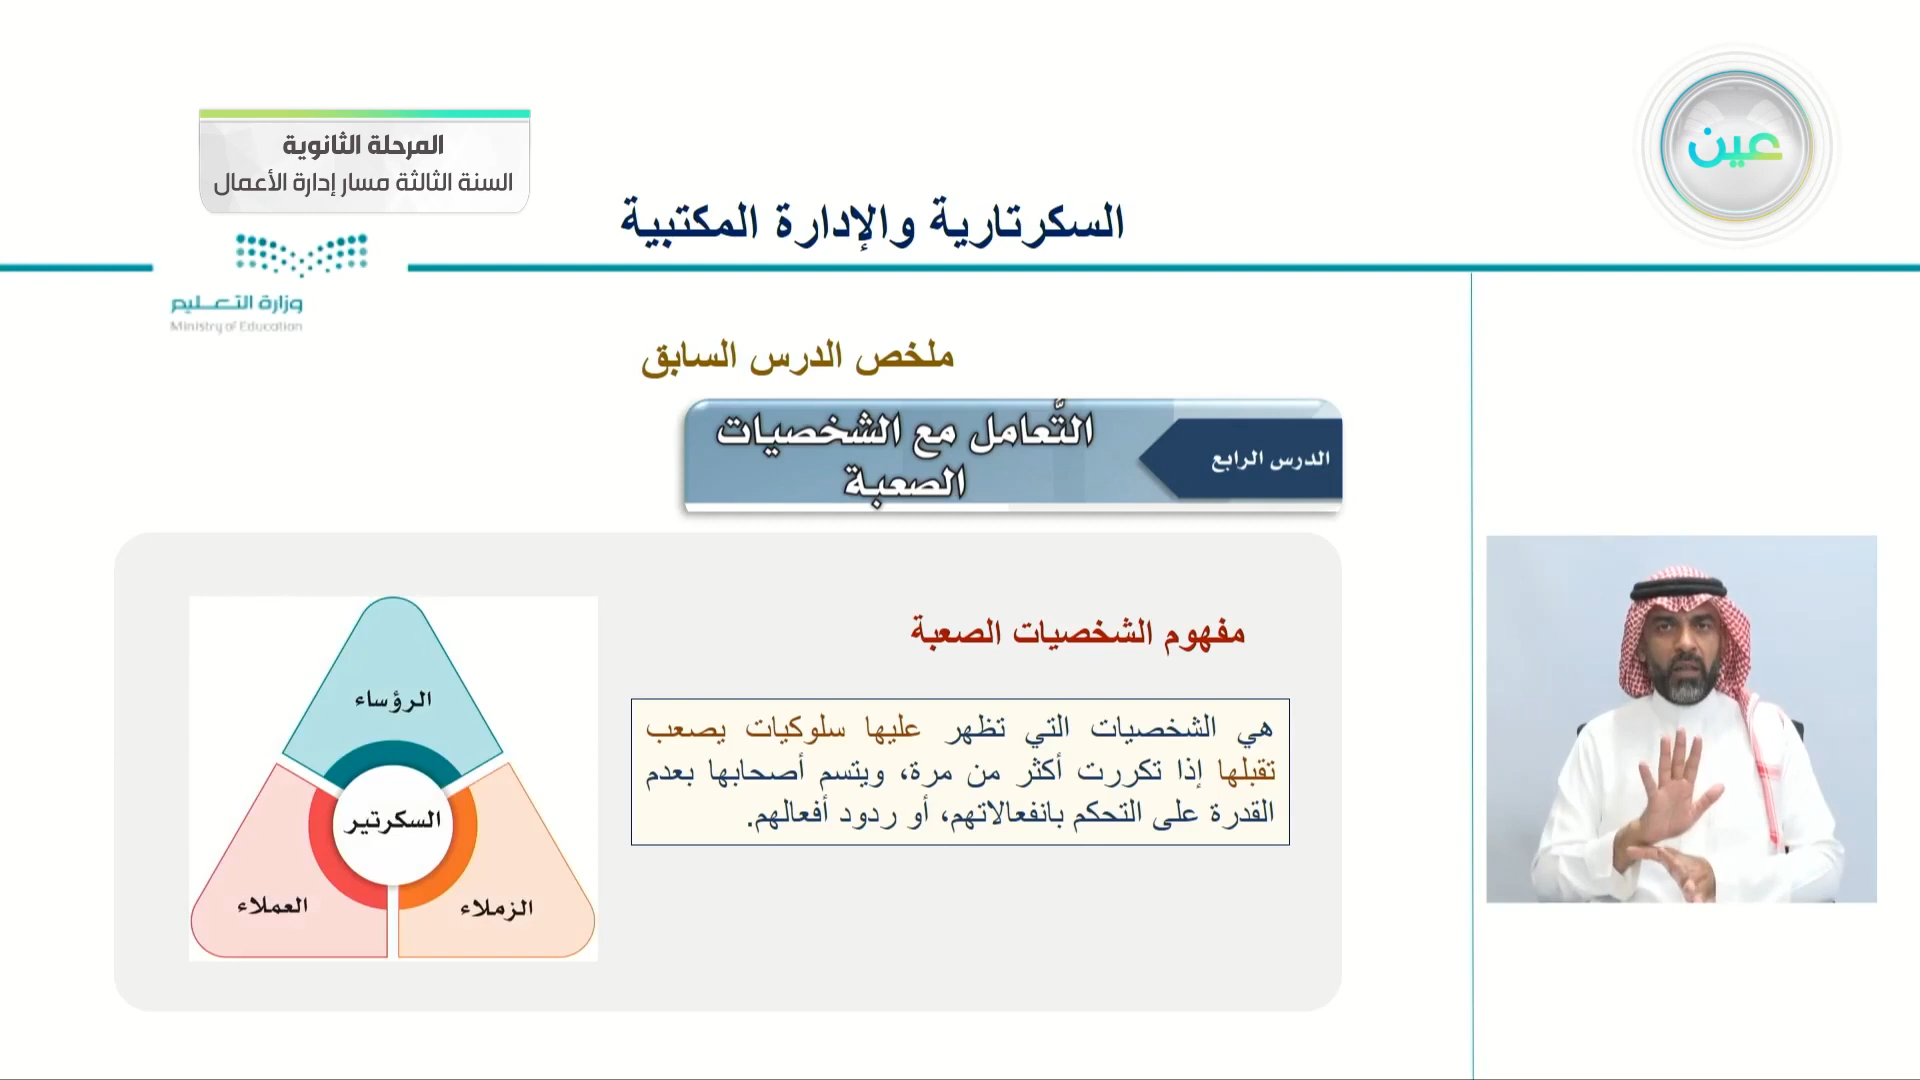 المرحلة الثانوية
السنة الثالثة مسار إدارة الأعمال
عين
السكرتارية والإدارة المكتبية
وزارة التعليم
Ministry of Education
ملخص الدرس السابق
الدرس الرابع
التَّعامل مع الشخصيات
الصعبة
مفهوم الشخصيات الصعبة
هي الشخصيات التي تظهر عليها سلوكيات يصعب
تقبلها إذا تكررت أكثر من مرة، ويتسم أصحابها بعدم
القدرة على التحكم بانفعالاتهم، أو ردود أفعالهم.
الرؤساء
السكرتير
الزملاء
العملاء